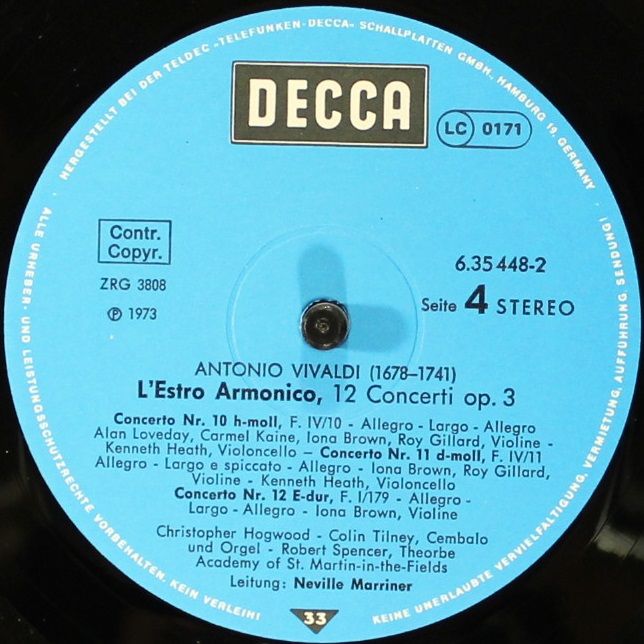 HERGESTELLT BEI DER TELDEC »TELEFUNKEN-DECCA« SCHALLPLATTEN GMBH, HAMBURG 19, GERMANY ·
DECCA
LC 0171
Contr.
Copyr.
ZRG 3808
℗ 1973
6.35 448-2
Seite 4 STEREO
ANTONIO VIVALDI (1678–1741)
L'Estro Armonico, 12 Concerti op. 3
Concerto Nr. 10 h-moll, F. IV/10 - Allegro - Largo - Allegro
Alan Loveday, Carmel Kaine, Iona Brown, Roy Gillard, Violine -
Kenneth Heath, Violoncello – Concerto Nr. 11 d-moll, F. IV/11
Allegro - Largo e spiccato - Allegro - Iona Brown, Roy Gillard,
Violine - Kenneth Heath, Violoncello
Concerto Nr. 12 E-dur, F. I/179 - Allegro -
Largo - Allegro - Iona Brown, Violine
Christopher Hogwood - Colin Tilney, Cembalo
und Orgel - Robert Spencer, Theorbe
Academy of St. Martin-in-the-Fields
Leitung: Neville Marriner
33
ALLE URHEBER- UND LEISTUNGSSCHUTZRECHTE VORBEHALTEN. KEIN VERLEIH!
KEINE UNERLAUBTE VERVIELFÄLTIGUNG, VERMIETUNG, AUFFÜHRUNG, SENDUNG!